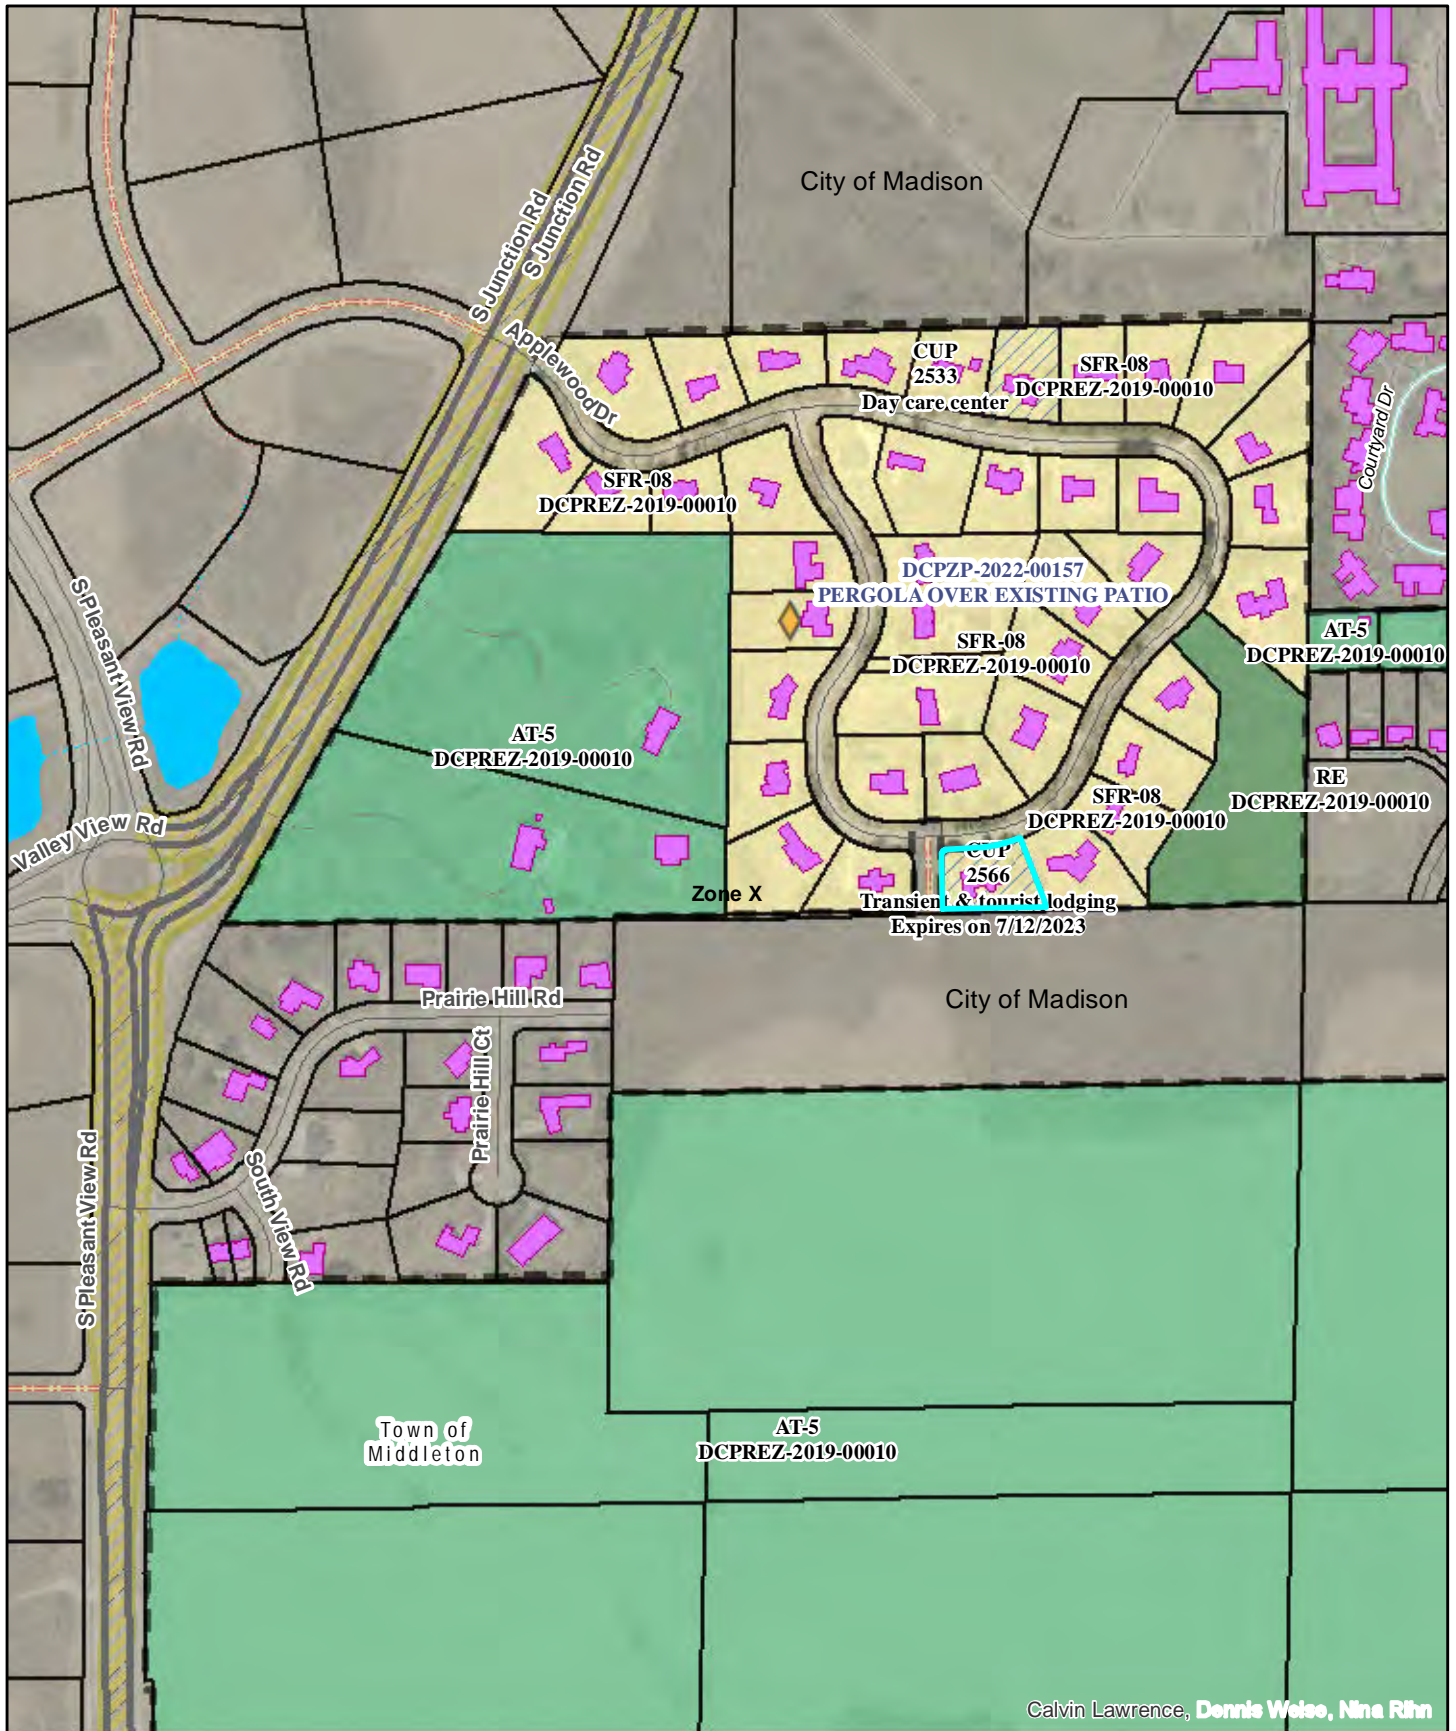 City of Madison
S Junction Rd
S Junction Rd
Applewood Dr
CUP
2533
Day care center
SFR-08
DCPREZ-2019-00010
Courtyard Dr
SFR-08
DCPREZ-2019-00010
DCPZP-2022-00157
PERGOLA OVER EXISTING PATIO
S Pleasant View Rd
SFR-08
DCPREZ-2019-00010
AT-5
DCPREZ-2019-00010
AT-5
DCPREZ-2019-00010
RE
DCPREZ-2019-00010
SFR-08
DCPREZ-2019-00010
Valley View Rd
CUP
2566
Transient & tourist lodging
Expires on 7/12/2023
Zone X
Prairie Hill Rd
City of Madison
Prairie Hill Ct
S Pleasant View Rd
South View Rd
Town of
Middleton
AT-5
DCPREZ-2019-00010
Calvin Lawrence, Dennis Weise, Nina Rihn